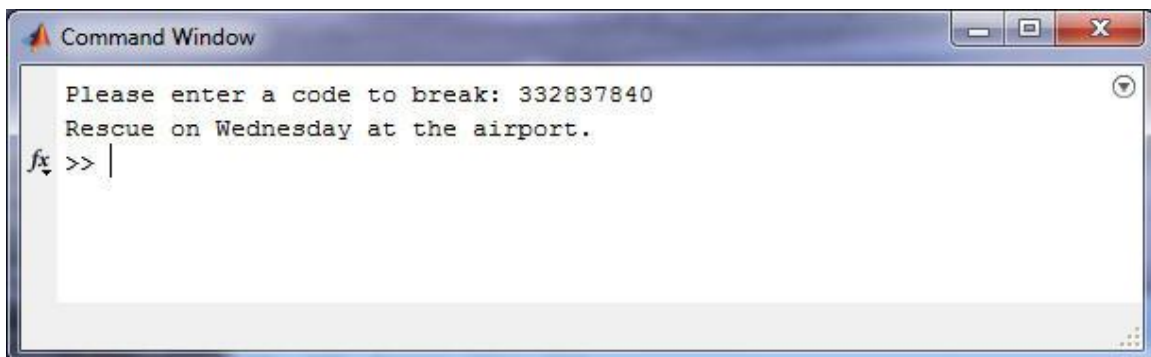 Command Window
Please enter a code to break: 332837840
Rescue on Wednesday at the airport.
fx >>